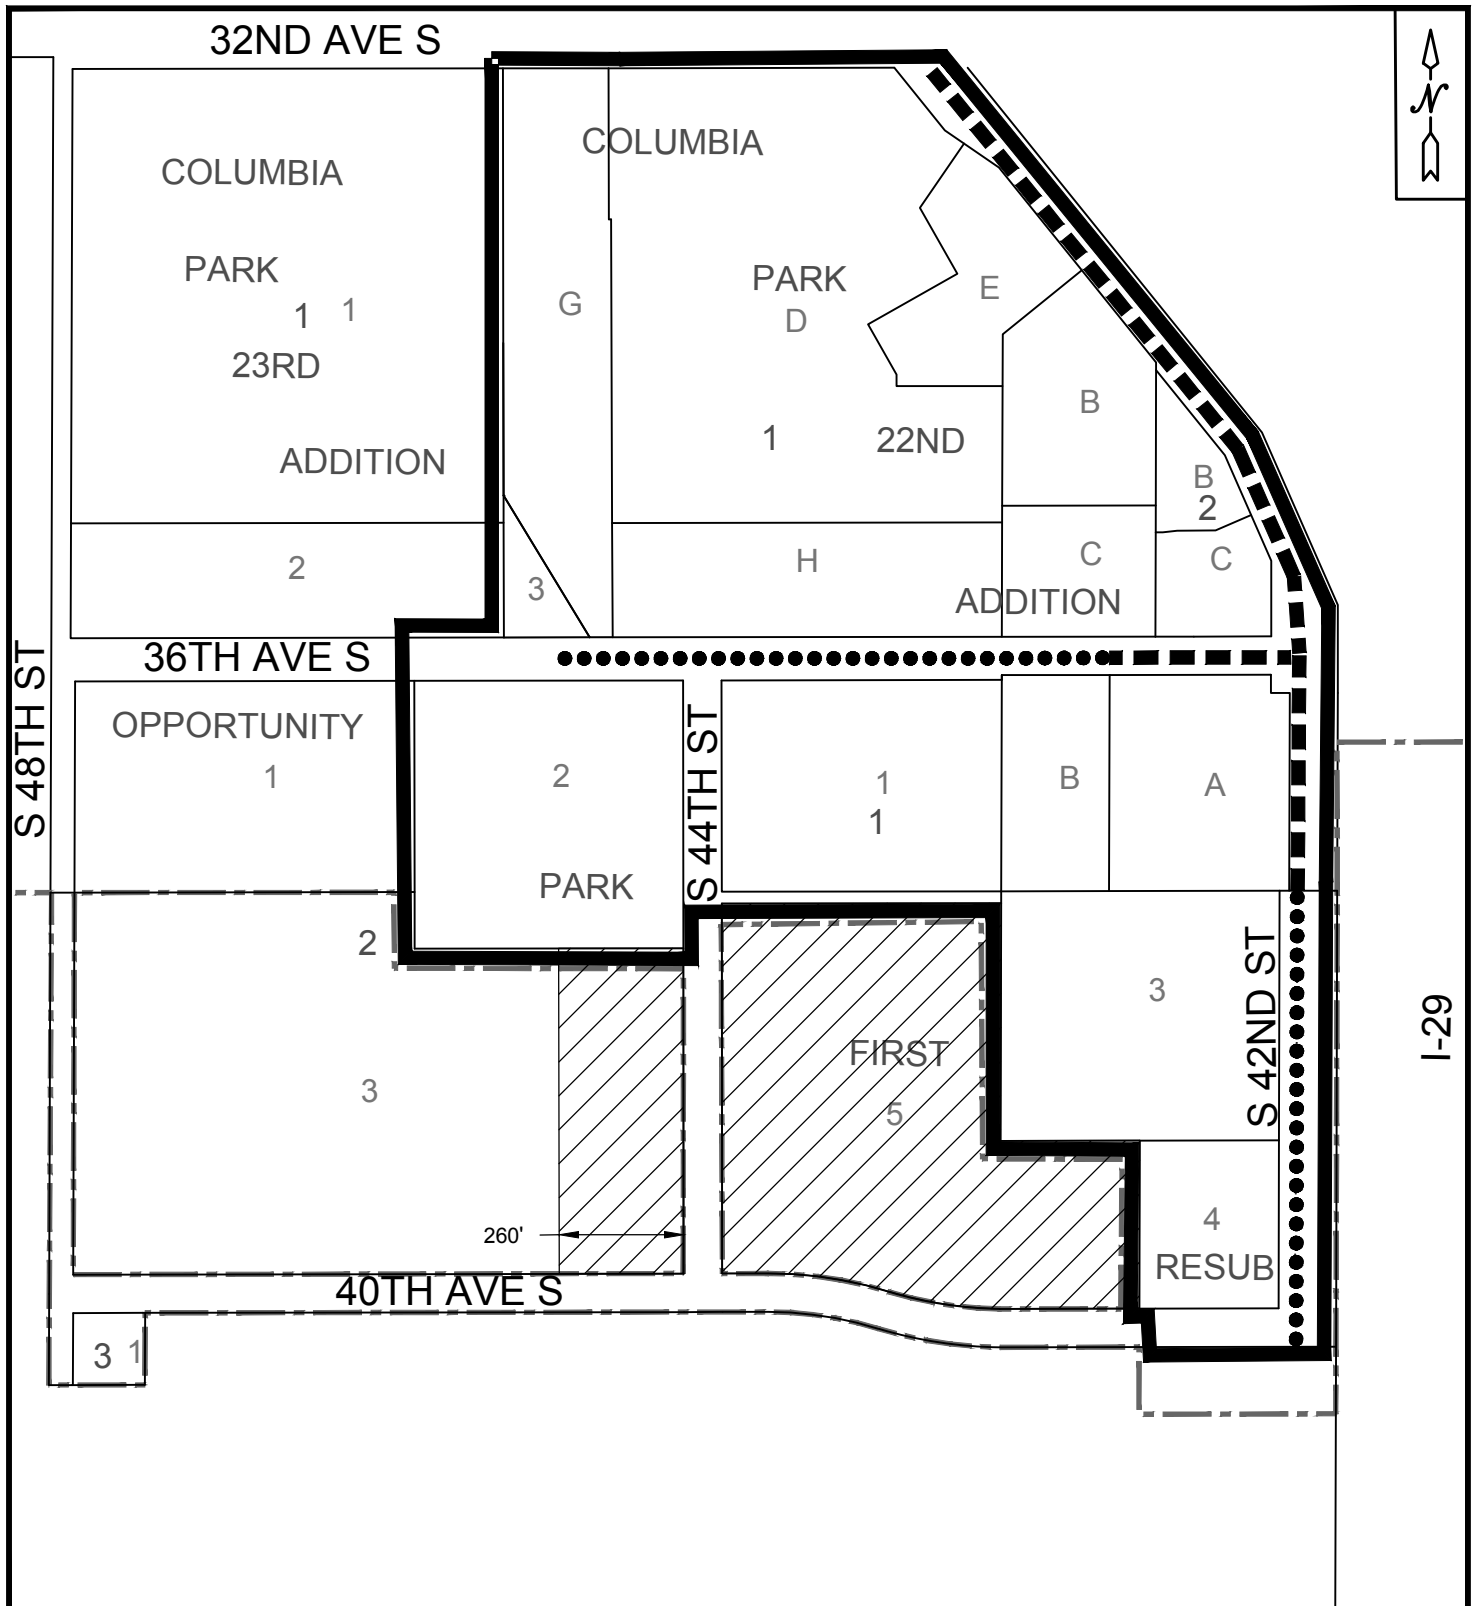 32ND AVE S
N
COLUMBIA
COLUMBIA
PARK
PARK
G
D
E
1 1
23RD
B
1
22ND
ADDITION
B
2
2
3
H
C
C
ADDITION
36TH AVE S
S 48TH ST
OPPORTUNITY
1
2
S 44TH ST
1
1
B
A
PARK
2
3
S 42ND ST
I-29
FIRST
3
5
4
260'
RESUB
40TH AVE S
3 1